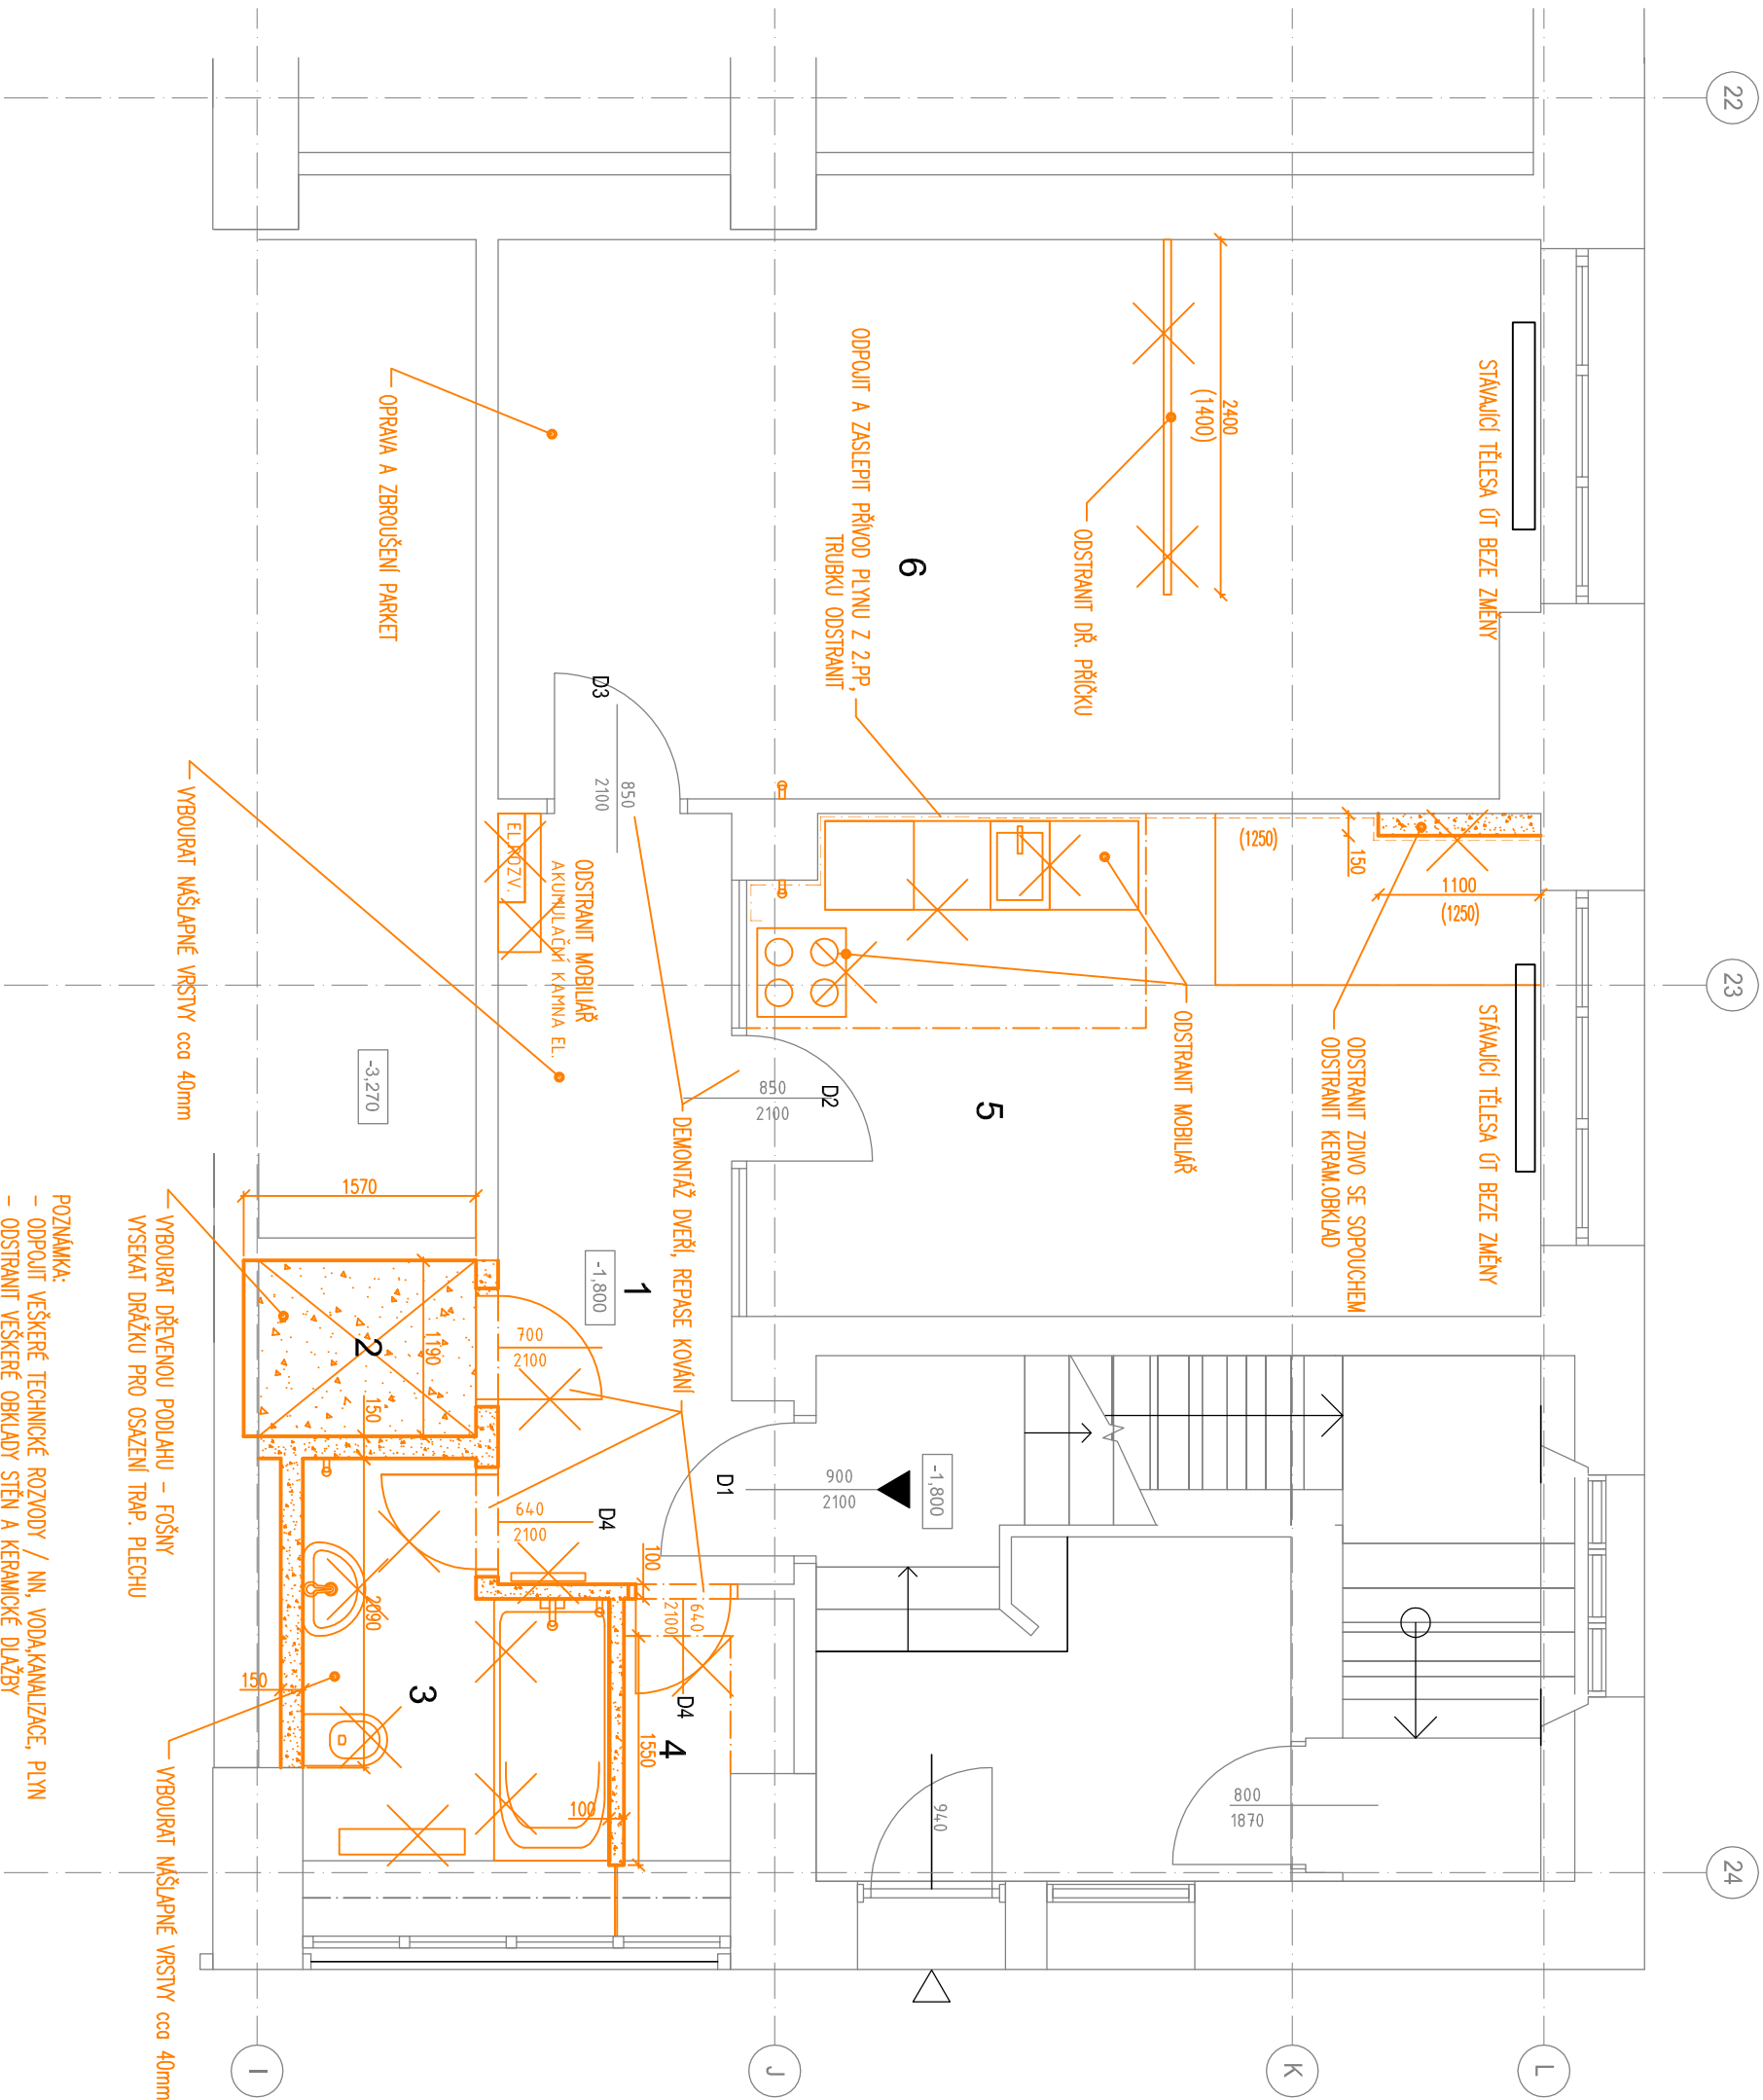 22
23
24
L
K
J
I
STÁVAJÍCÍ TĚLESA ÚT BEZE ZMĚNY
STÁVAJÍCÍ TĚLESA ÚT BEZE ZMĚNY
2400
(1400)
1100
(1250)
150
(1250)
ODSTRANIT ZDIVO SE SOPOUCHEM
ODSTRANIT KERAM.OBKLAD
ODSTRANIT DŘ. PŘÍČKU
ODSTRANIT MOBILIÁŘ
6
5
ODPOJIT A ZASLEPIT PŘÍVOD PLYNU Z 2.PP,
TRUBKU ODSTRANIT
D3
850
2100
D2
850
2100
ODSTRANIT MOBILIÁŘ
AKUMULAČNÍ KAMNA EL.
EL.ROZV.
DEMONTÁŽ DVEŘÍ, REPASE KOVÁNÍ
OPRAVA A ZBROUŠENÍ PARKET
-1,800
900
2100
D1
1
-1,800
700
2100
D4
640
2100
100
640
2100
D4
1550
4
100
940
800
1870
-3,270
1570
2
1190
150
2090
3
150
VYBOURAT NÁŠLAPNÉ VRSTVY cca 40mm
VYBOURAT DŘEVENOU PODLAHU – FOŠNY
VYSEKAT DRÁŽKU PRO OSAZENÍ TRAP. PLECHU
VYBOURAT NÁŠLAPNÉ VRSTVY cca 40mm
POZNÁMKA:
– ODPOJIT VEŠKERÉ TECHNICKÉ ROZVODY / NN, VODA,KANALIZACE, PLYN
– ODSTRANIT VEŠKERÉ OBKLADY STĚN A KERAMICKÉ DLAŽBY